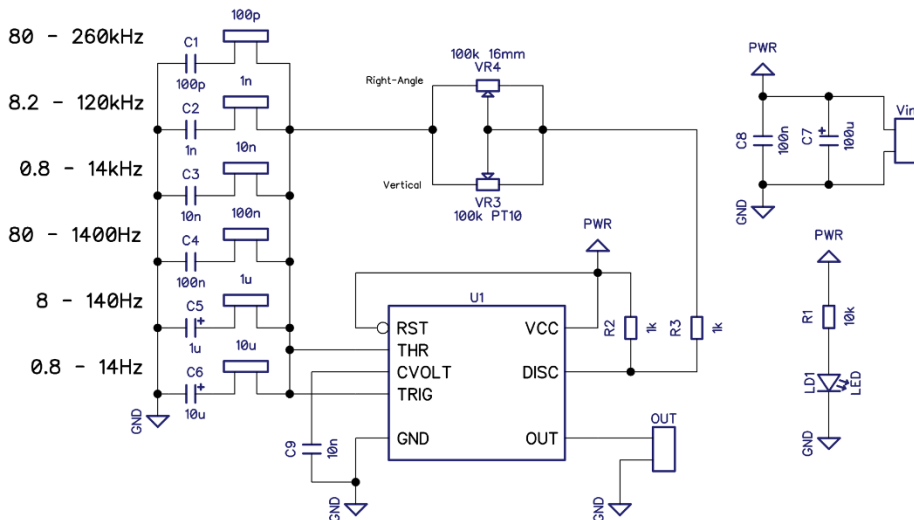 80 - 260kHz
C1
100p
100p
8.2 - 120kHz
C2
1n
1n
0.8 - 14kHz
C3
10n
10n
80 - 1400Hz
C4
100n
100n
8 - 140Hz
C5
+
1u
1u
0.8 - 14Hz
C6
+
10u
10u
GND
100k 16mm
VR4
Right-Angle
Vertical
VR3
100k PT10
PWR
U1
RST
THR
CVOLT
TRIG
GND
VCC
DISC
OUT
R2
1k
R3
1k
C9
10n
GND
OUT
GND
PWR
C8
100n
C7
+
100u
Vin
GND
PWR
R1
10k
LD1
LED
GND